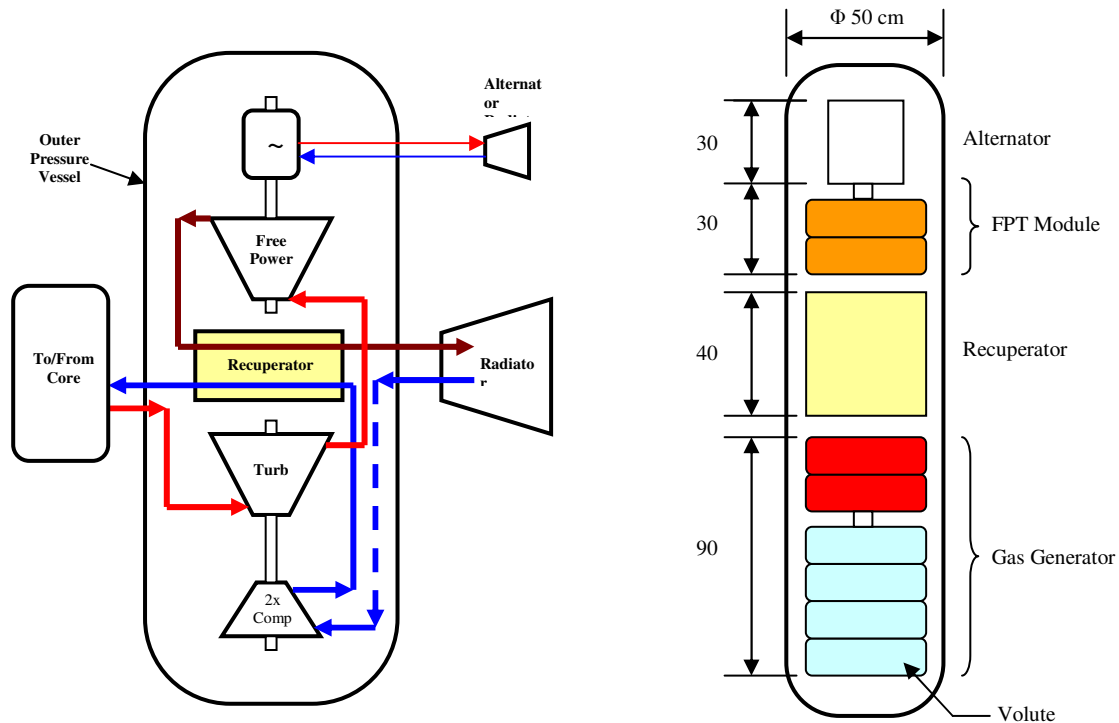 Alternat
or
Outer
Pressure
Vessel
~
Free
Power
To/From
Core
Recuperator
Radiato
r
Turb
2x
Comp
Φ 50 cm
30
Alternator
30
FPT Module
40
Recuperator
90
Gas Generator
Volute